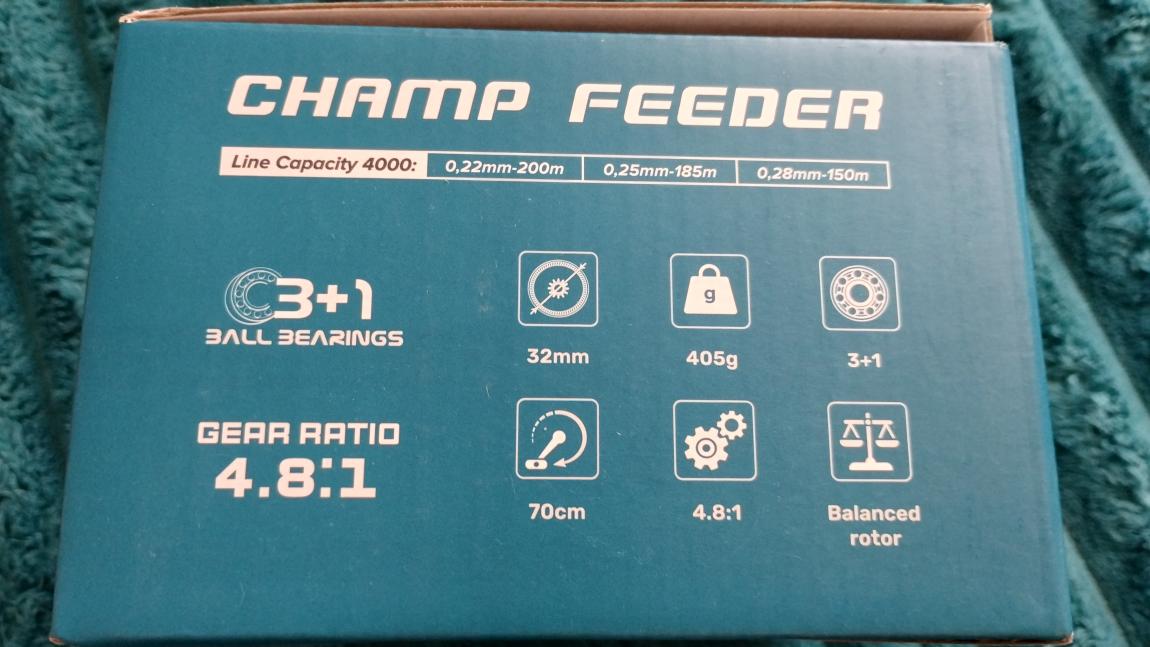 CHAMP FEEDER
Line Capacity 4000: 0,22mm-200m 0,25mm-185m 0,28mm-150m
3+1
BALL BEARINGS
GEAR RATIO
4.8:1
32mm
g
405g
3+1
70cm
4.8:1
Balanced
rotor